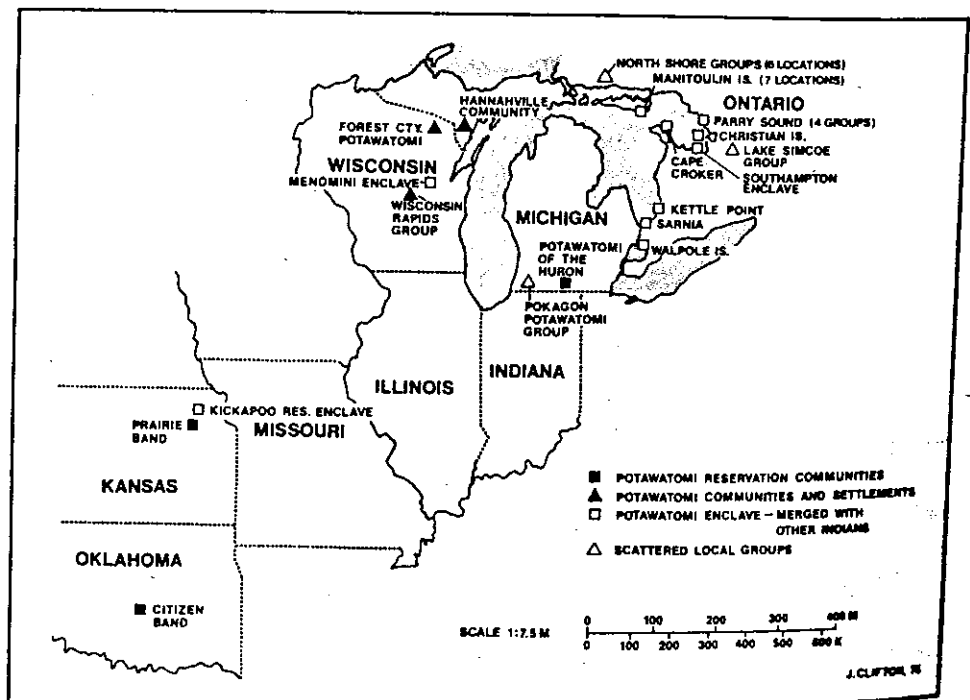 NORTH SHORE GROUPS (6 LOCATIONS)
MANITOULIN IS. (7 LOCATIONS)
ONTARIO
HANNAHVILLE
COMMUNITY
FOREST CTY.
POTAWATOMI
PARRY SOUND (4 GROUPS)
CHRISTIAN IS.
LAKE SIMCOE
GROUP
CAPE
CROKER
SOUTHAMPTON
ENCLAVE
WISCONSIN
MENOMINI ENCLAVE
WISCONSIN
RAPIDS
GROUP
MICHIGAN
KETTLE POINT
SARNIA
WALPOLE IS.
POTAWATOMI
OF THE
HURON
POKAGON
POTAWATOMI
GROUP
ILLINOIS
INDIANA
KICKAPOO RES. ENCLAVE
PRAIRIE
BAND
MISSOURI
KANSAS
OKLAHOMA
CITIZEN
BAND
POTAWATOMI RESERVATION COMMUNITIES
POTAWATOMI COMMUNITIES AND SETTLEMENTS
POTAWATOMI ENCLAVE — MERGED WITH
OTHER INDIANS
SCATTERED LOCAL GROUPS
SCALE 1:7.5 M
0 100 200 300 400 M
0 100 200 300 400 500 600 K
J. CLIFTON, 75